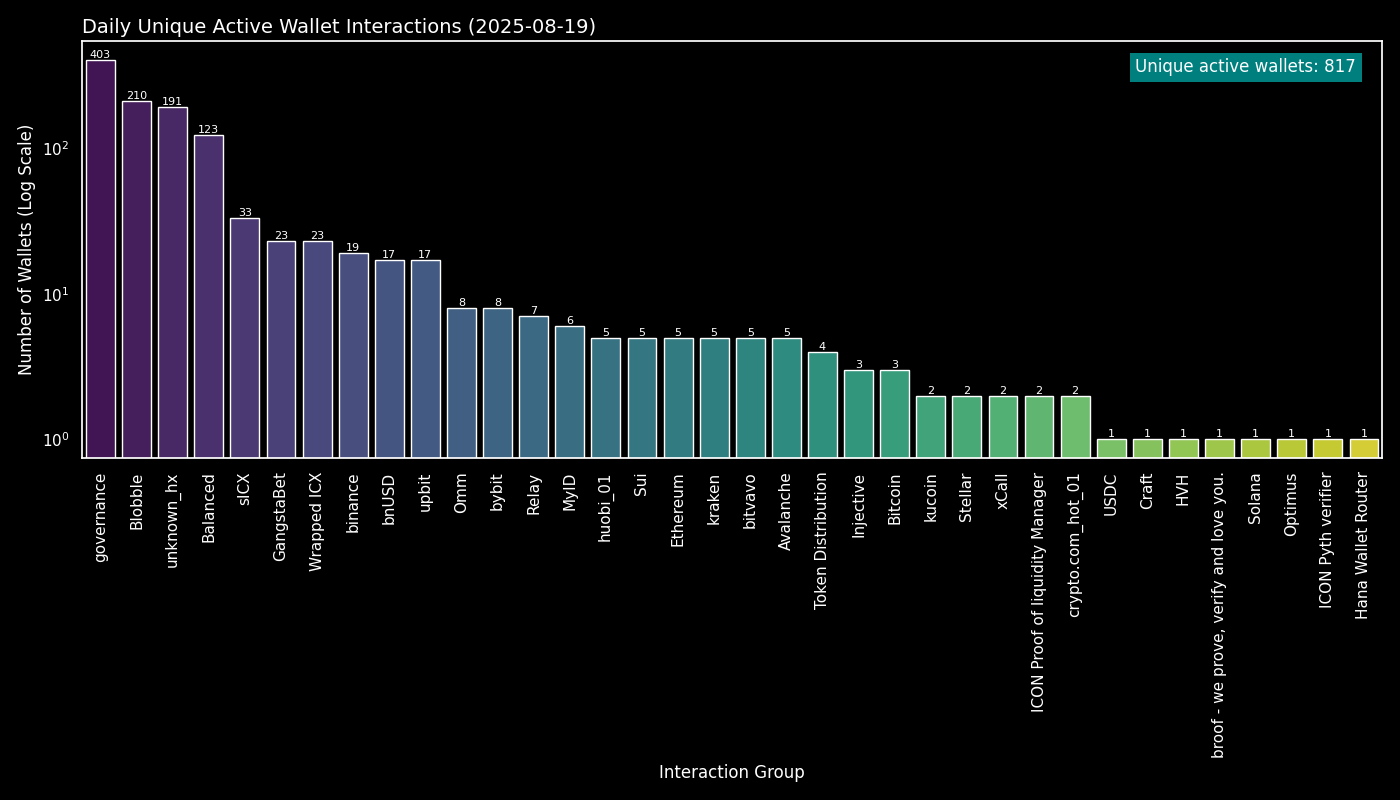 Daily Unique Active Wallet Interactions (2025-08-19)
Unique active wallets: 817
Number of Wallets (Log Scale)
10²
10¹
10⁰
403
210
191
123
33
23
23
19
17
17
8
8
7
6
5
5
5
5
5
5
4
3
3
2
2
2
2
2
1
1
1
1
1
1
1
1
governance
Blobble
unknown_hx
Balanced
sICX
GangstaBet
Wrapped ICX
binance
bnUSD
upbit
Omm
bybit
Relay
MyID
huobi_01
Sui
Ethereum
kraken
bitvavo
Avalanche
Token Distribution
Injective
Bitcoin
kucoin
Stellar
xCall
ICON Proof of liquidity Manager
crypto.com_hot_01
USDC
Craft
HVH
broof - we prove, verify and love you.
Solana
Optimus
ICON Pyth verifier
Hana Wallet Router
Interaction Group